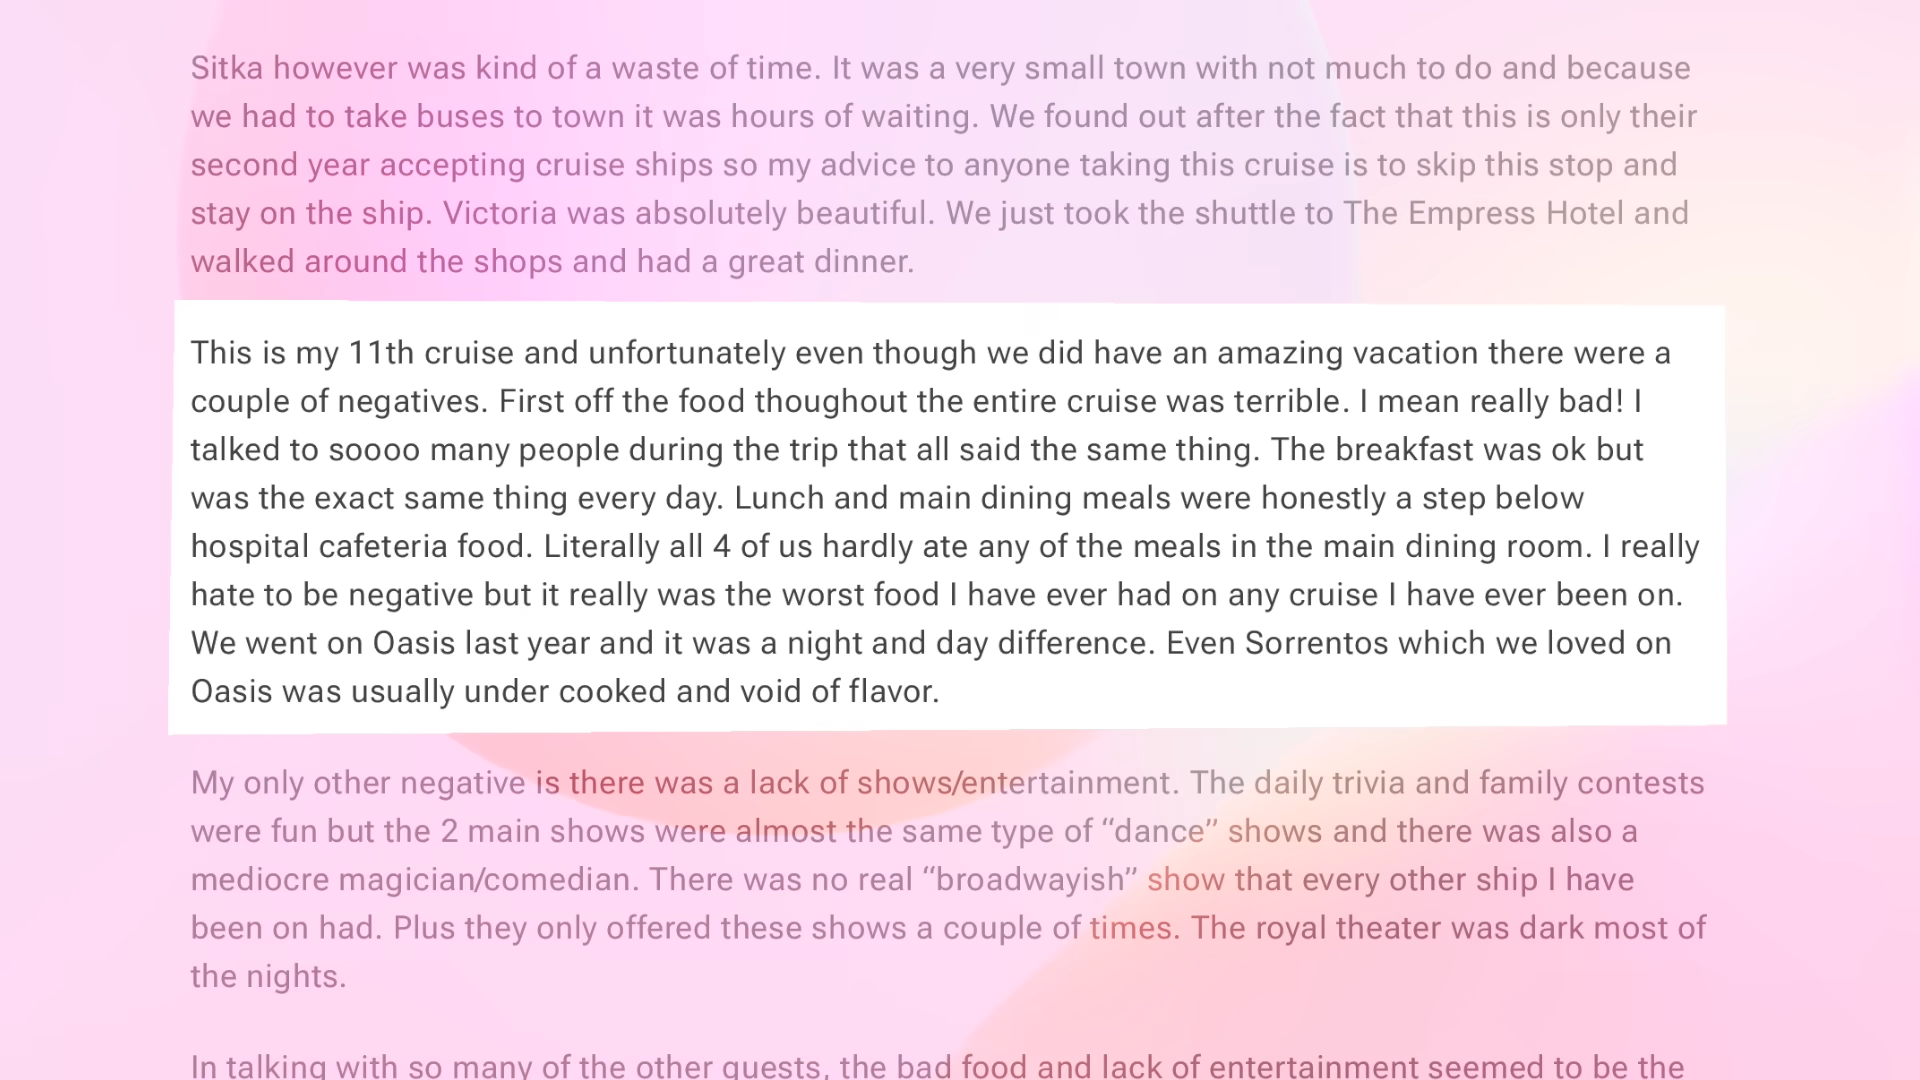 Sitka however was kind of a waste of time. It was a very small town with not much to do and because
we had to take buses to town it was hours of waiting. We found out after the fact that this is only their
second year accepting cruise ships so my advice to anyone taking this cruise is to skip this stop and
stay on the ship. Victoria was absolutely beautiful. We just took the shuttle to The Empress Hotel and
walked around the shops and had a great dinner.
This is my 11th cruise and unfortunately even though we did have an amazing vacation there were a
couple of negatives. First off the food thoughout the entire cruise was terrible. I mean really bad! I
talked to soooo many people during the trip that all said the same thing. The breakfast was ok but
was the exact same thing every day. Lunch and main dining meals were honestly a step below
hospital cafeteria food. Literally all 4 of us hardly ate any of the meals in the main dining room. I really
hate to be negative but it really was the worst food I have ever had on any cruise I have ever been on.
We went on Oasis last year and it was a night and day difference. Even Sorrentos which we loved on
Oasis was usually under cooked and void of flavor.
My only other negative is there was a lack of shows/entertainment. The daily trivia and family contests
were fun but the 2 main shows were almost the same type of “dance” shows and there was also a
mediocre magician/comedian. There was no real “broadwayish” show that every other ship I have
been on had. Plus they only offered these shows a couple of times. The royal theater was dark most of
the nights.
In talking with so many of the other guests, the bad food and lack of entertainment seemed to be the